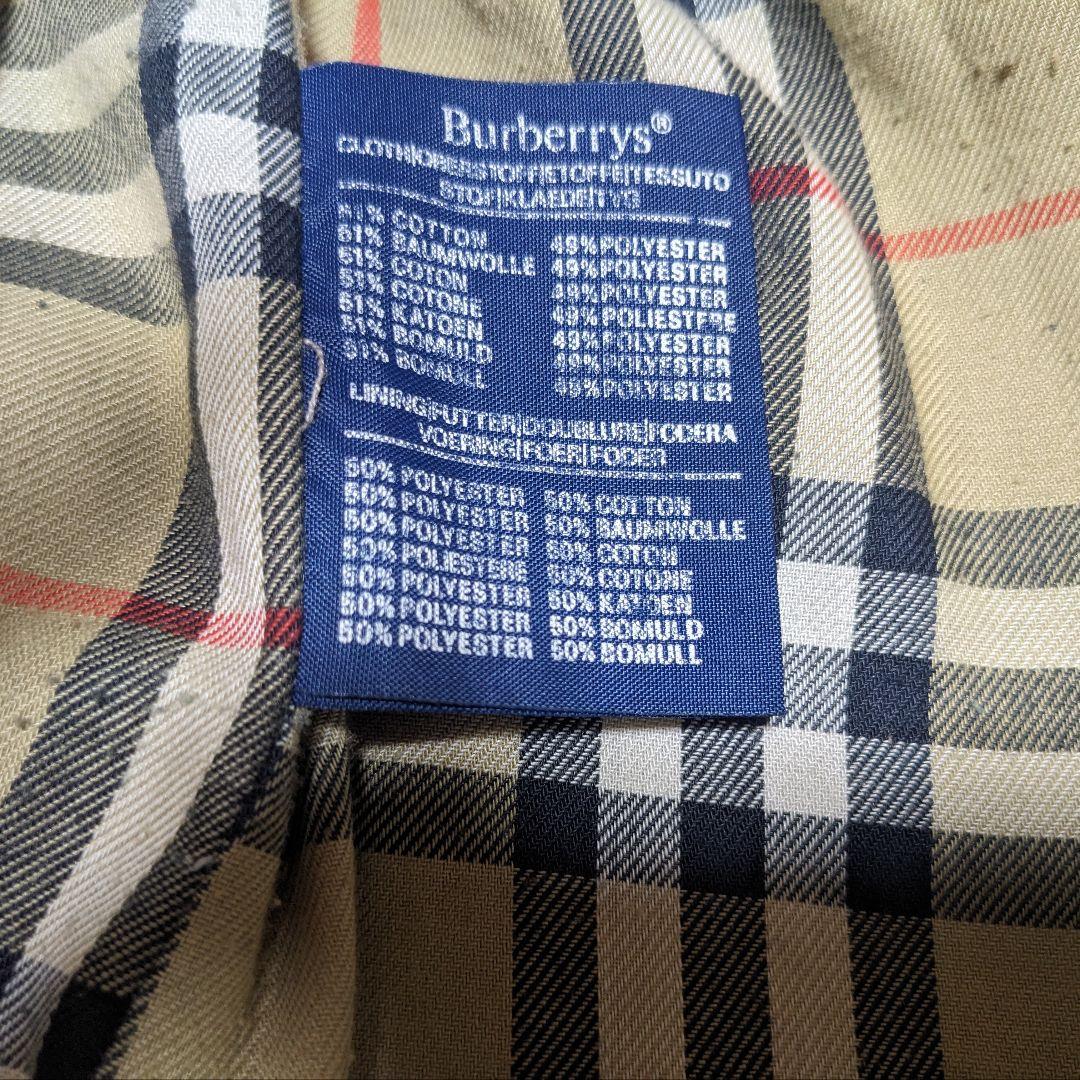 Burberrys®
CLOTH|OBERSTOFF|ETOFFE|TESSUTO
STOF|KLAEDE|TYG
51% COTTON 49% POLYESTER
51% BAUMWOLLE 49% POLYESTER
51% COTON 49% POLYESTER
51% COTONE 49% POLIESTERE
51% KATOEN 49% POLYESTER
51% BOMULD 49% POLYESTER
51% BOMULL 49% POLYESTER
LINING|FUTTER|DOUBLURE|FODERA
VOERING|FOER|FODER
50% POLYESTER 50% COTTON
50% POLYESTER 50% BAUMWOLLE
50% POLYESTER 50% COTON
50% POLIESTERE 50% COTONE
50% POLYESTER 50% KATOEN
50% POLYESTER 50% BOMULD
50% POLYESTER 50% BOMULL